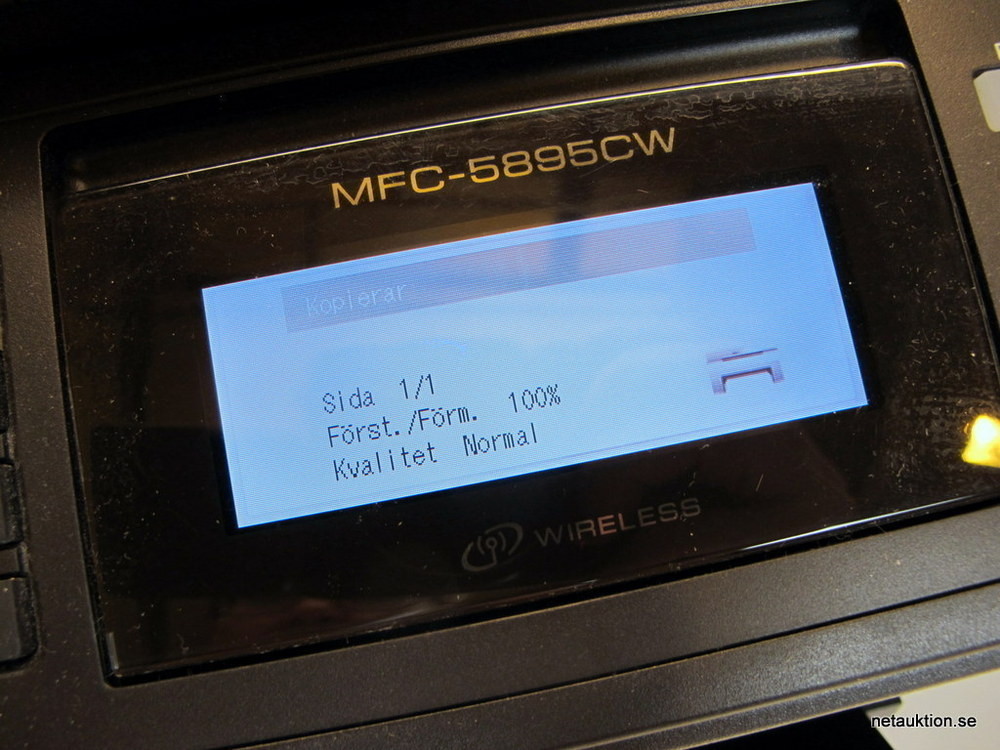 MFC-5895CW
Kopierar
Sida 1/1
Först./Förm. 100%
Kvalitet Normal
WIRELESS
netauktion.se